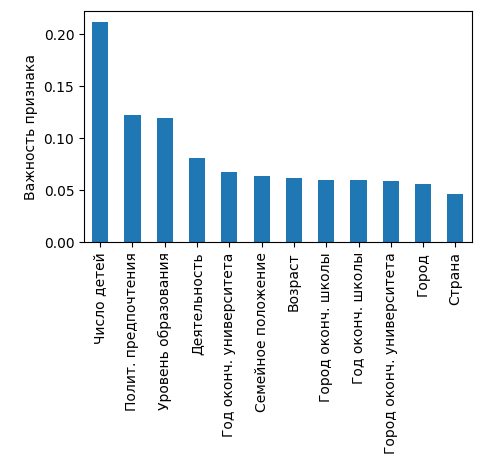 Важность признака
0.20
0.15
0.10
0.05
0.00
Число детей
Полит. предпочтения
Уровень образования
Деятельность
Год оконч. университета
Семейное положение
Возраст
Город оконч. школы
Год оконч. школы
Город оконч. университета
Город
Страна